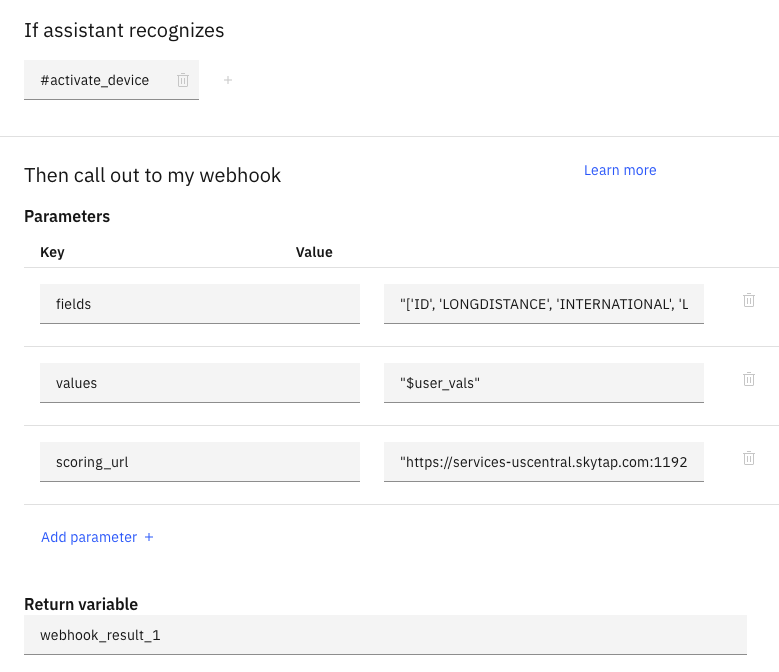 If assistant recognizes
#activate_device
+
Then call out to my webhook
Learn more
Parameters
Key Value
fields "['ID', 'LONGDISTANCE', 'INTERNATIONAL', 'L
values "$user_vals"
scoring_url "https://services-uscentral.skytap.com:1192
Add parameter +
Return variable
webhook_result_1